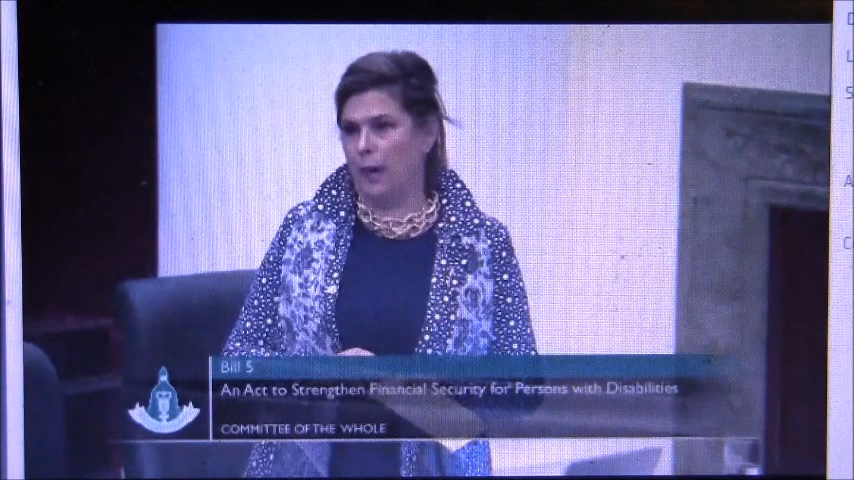 Bill 5
An Act to Strengthen Financial Security for Persons with Disabilities
COMMITTEE OF THE WHOLE